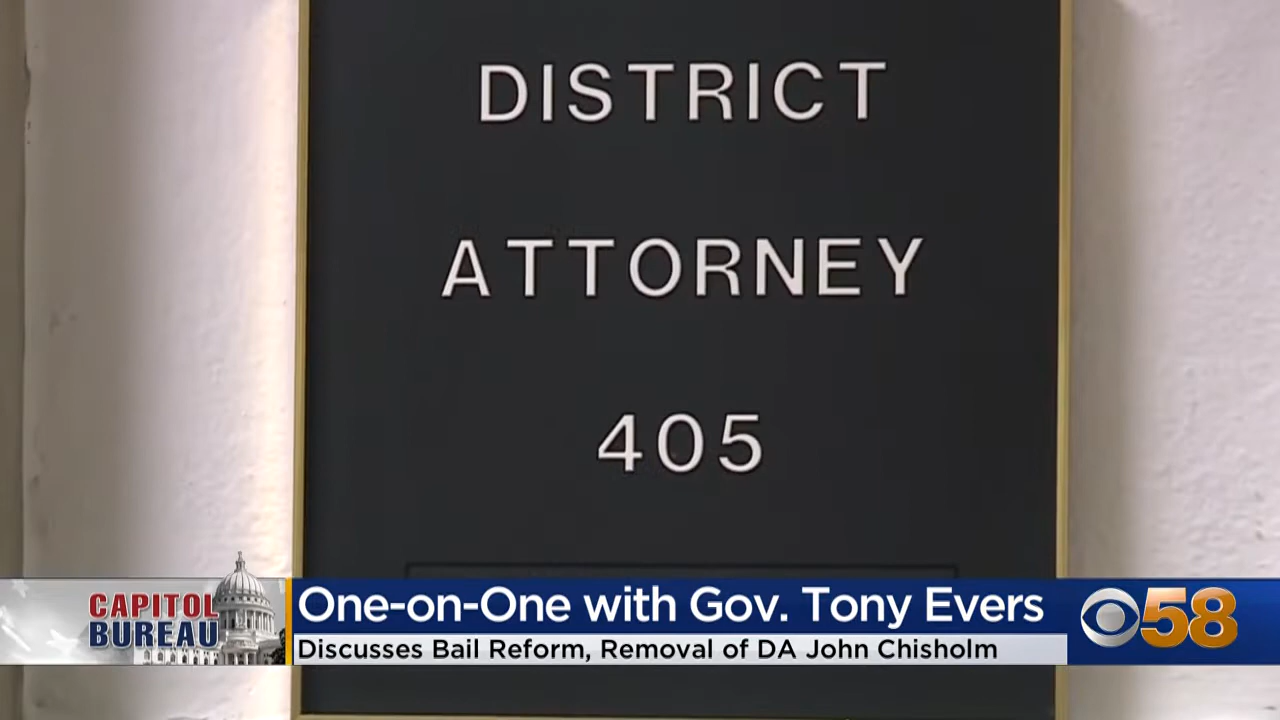 DISTRICT
ATTORNEY
405
CAPITOL
BUREAU
One-on-One with Gov. Tony Evers
Discusses Bail Reform, Removal of DA John Chisholm
58